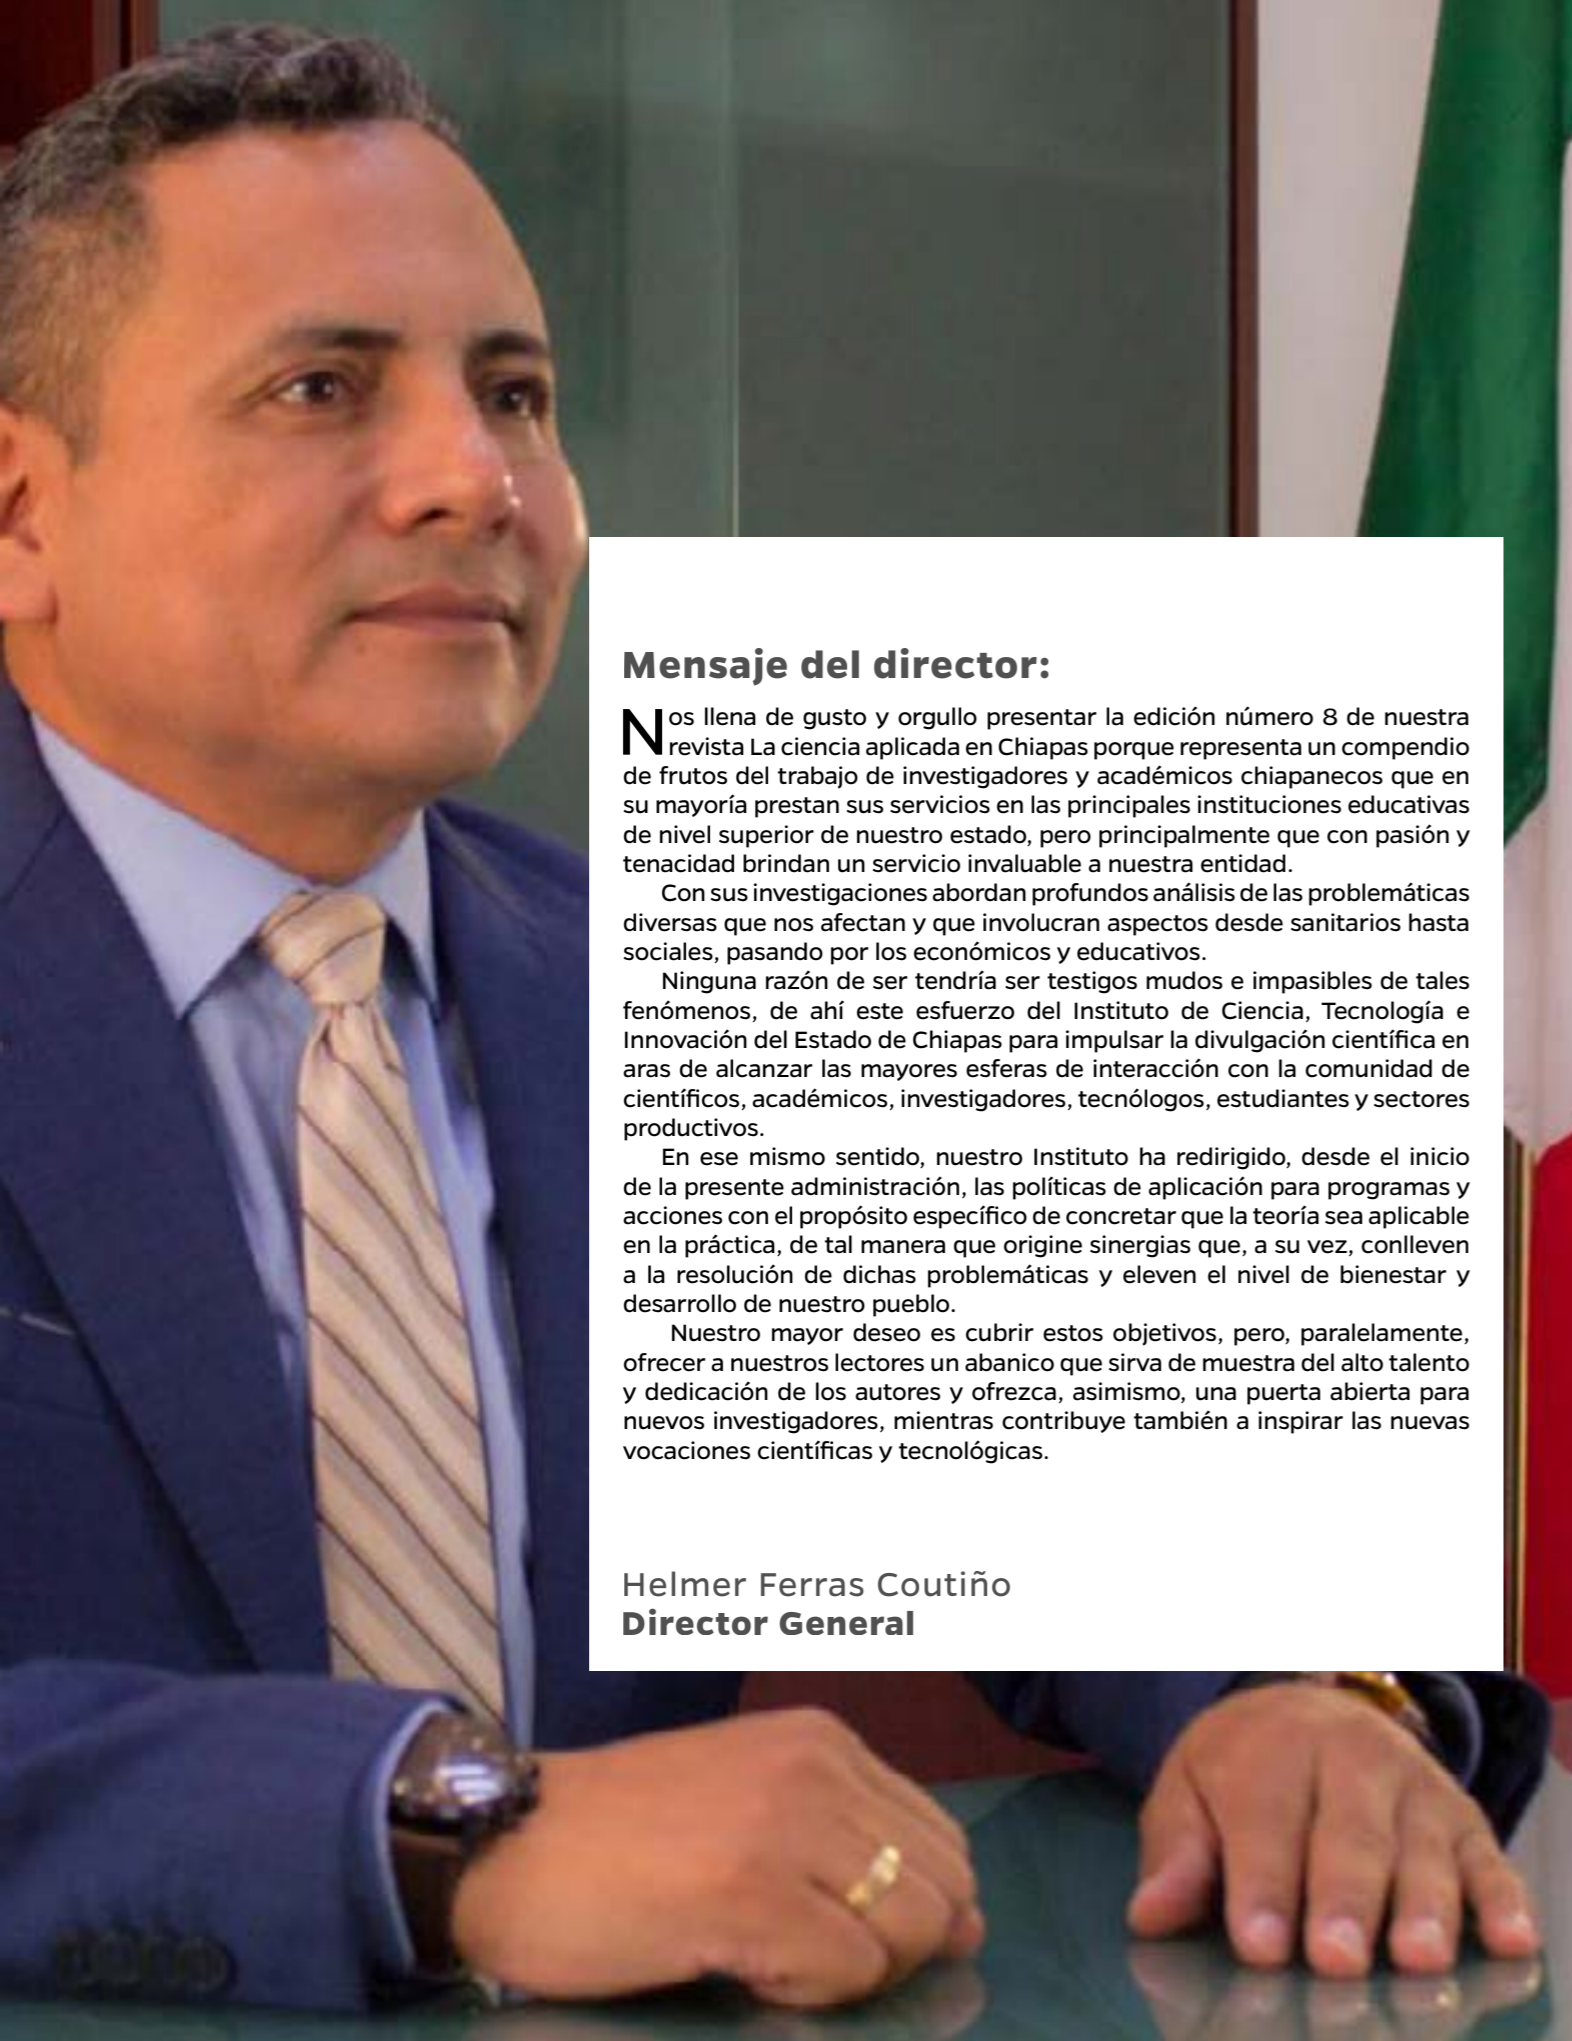 Mensaje del director:
Nos llena de gusto y orgullo presentar la edición número 8 de nuestra
revista La ciencia aplicada en Chiapas porque representa un compendio
de frutos del trabajo de investigadores y académicos chiapanecos que en
su mayoría prestan sus servicios en las principales instituciones educativas
de nivel superior de nuestro estado, pero principalmente que con pasión y
tenacidad brindan un servicio invaluable a nuestra entidad.
Con sus investigaciones abordan profundos análisis de las problemáticas
diversas que nos afectan y que involucran aspectos desde sanitarios hasta
sociales, pasando por los económicos y educativos.
Ninguna razón de ser tendría ser testigos mudos e impasibles de tales
fenómenos, de ahí este esfuerzo del Instituto de Ciencia, Tecnología e
Innovación del Estado de Chiapas para impulsar la divulgación científica en
aras de alcanzar las mayores esferas de interacción con la comunidad de
científicos, académicos, investigadores, tecnólogos, estudiantes y sectores
productivos.
En ese mismo sentido, nuestro Instituto ha redirigido, desde el inicio
de la presente administración, las políticas de aplicación para programas y
acciones con el propósito específico de concretar que la teoría sea aplicable
en la práctica, de tal manera que origine sinergias que, a su vez, conlleven
a la resolución de dichas problemáticas y eleven el nivel de bienestar y
desarrollo de nuestro pueblo.
Nuestro mayor deseo es cubrir estos objetivos, pero, paralelamente,
ofrecer a nuestros lectores un abanico que sirva de muestra del alto talento
y dedicación de los autores y ofrezca, asimismo, una puerta abierta para
nuevos investigadores, mientras contribuye también a inspirar las nuevas
vocaciones científicas y tecnológicas.
Helmer Ferras Coutiño
Director General